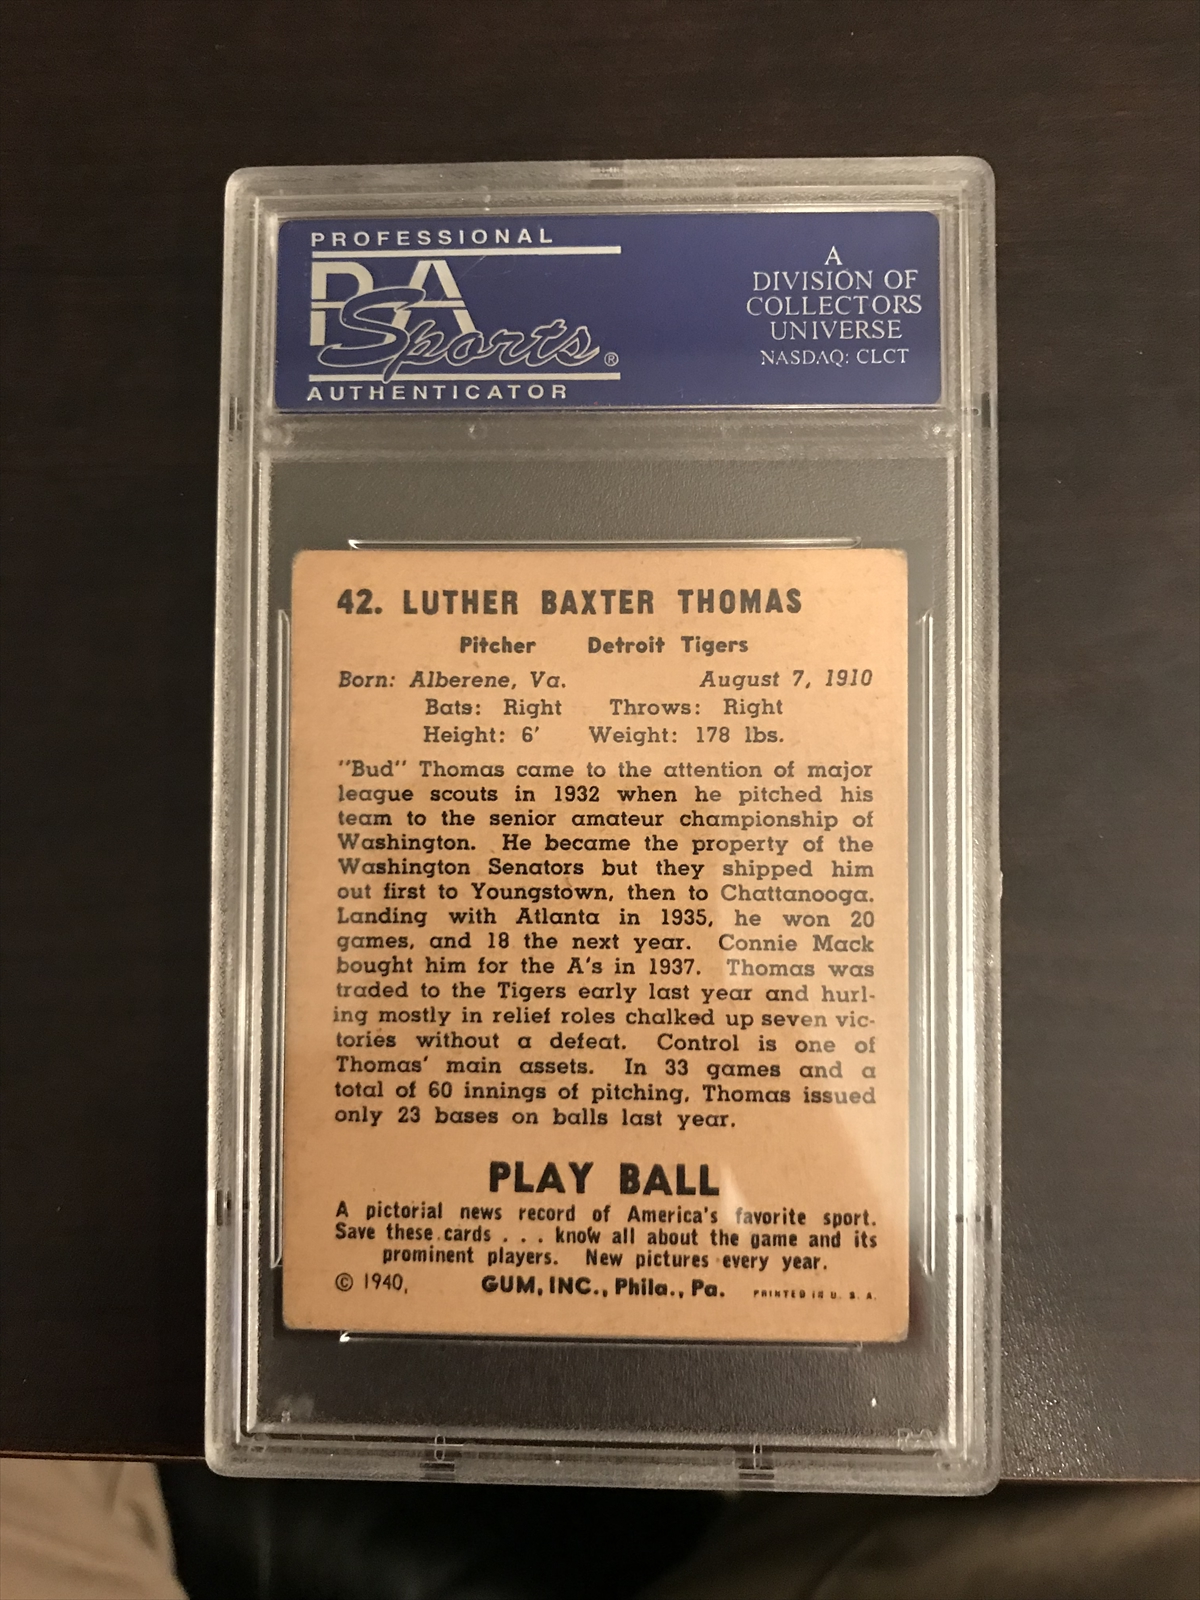 PROFESSIONAL
PSA
Sports®
AUTHENTICATOR
A
DIVISION OF
COLLECTORS
UNIVERSE
NASDAQ: CLCT
42. LUTHER BAXTER THOMAS
Pitcher Detroit Tigers
Born: Alberene, Va. August 7, 1910
Bats: Right Throws: Right
Height: 6' Weight: 178 lbs.
"Bud" Thomas came to the attention of major
league scouts in 1932 when he pitched his
team to the senior amateur championship of
Washington. He became the property of the
Washington Senators but they shipped him
out first to Youngstown, then to Chattanooga.
Landing with Atlanta in 1935, he won 20
games, and 18 the next year. Connie Mack
bought him for the A's in 1937. Thomas was
traded to the Tigers early last year and hurl-
ing mostly in relief roles chalked up seven vic-
tories without a defeat. Control is one of
Thomas' main assets. In 33 games and a
total of 60 innings of pitching, Thomas issued
only 23 bases on balls last year.
PLAY BALL
A pictorial news record of America's favorite sport.
Save these cards . . . know all about the game and its
prominent players. New pictures every year.
© 1940, GUM, INC., Phila., Pa. PRINTED IN U. S. A.